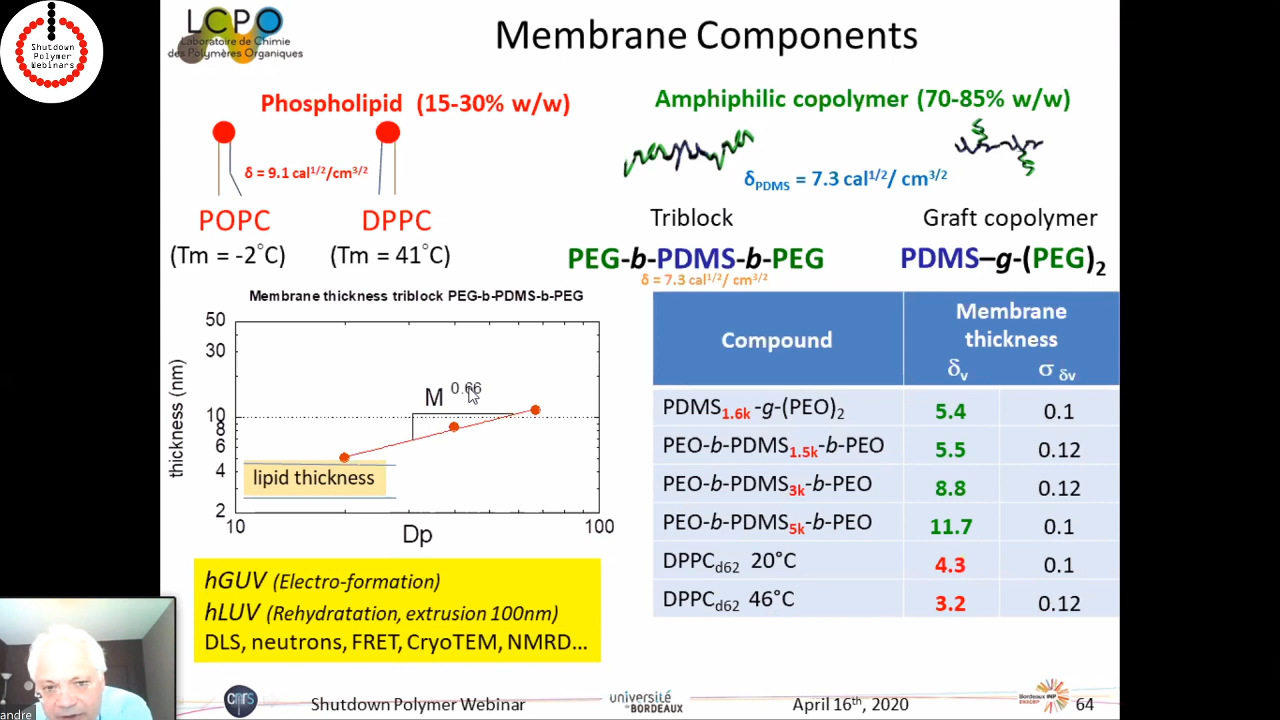 Shutdown
Polymer
Webinars
LCPO
Laboratoire de Chimie
des Polymères Organiques
Membrane Components
Phospholipid (15-30% w/w)
δ = 9.1 cal1/2/cm3/2
POPC
DPPC
(Tm = -2°C)
(Tm = 41°C)
Amphiphilic copolymer (70-85% w/w)
δPDMS = 7.3 cal1/2/ cm3/2
Triblock
Graft copolymer
PEG-b-PDMS-b-PEG
PDMS–g-(PEG)2
δ = 7.3 cal1/2/ cm3/2
Membrane thickness triblock PEG-b-PDMS-b-PEG
thickness (nm)
50
30
10
8
6
4
2
M 0.66
lipid thickness
10
100
Dp
Compound
Membrane
thickness
δv
σ δv
PDMS1.6k-g-(PEO)2 5.4 0.1
PEO-b-PDMS1.5k-b-PEO 5.5 0.12
PEO-b-PDMS3k-b-PEO 8.8 0.12
PEO-b-PDMS5k-b-PEO 11.7 0.1
DPPCd62 20°C 4.3 0.1
DPPCd62 46°C 3.2 0.12
hGUV (Electro-formation)
hLUV (Rehydratation, extrusion 100nm)
DLS, neutrons, FRET, CryoTEM, NMRD...
andre
cnrs
Shutdown Polymer Webinar
université
de BORDEAUX
April 16th, 2020
Bordeaux INP
ENSCBP
64